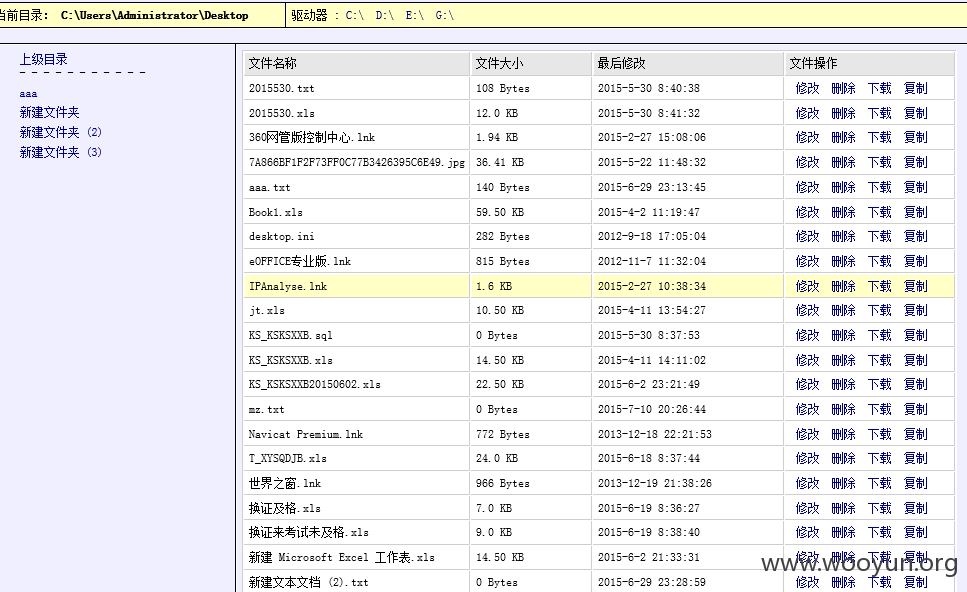 当前目录: C:\Users\Administrator\Desktop 驱动器 : C:\ D:\ E:\ G:\
上级目录
- - - - - - - - - - -
aaa
新建文件夹
新建文件夹 (2)
新建文件夹 (3)
文件名称 文件大小 最后修改 文件操作
2015530.txt 108 Bytes 2015-5-30 8:40:38 修改 删除 下载 复制
2015530.xls 12.0 KB 2015-5-30 8:41:32 修改 删除 下载 复制
360网管版控制中心.lnk 1.94 KB 2015-2-27 15:08:06 修改 删除 下载 复制
7A866BF1F2F73FF0C77B3426395C6E49.jpg 36.41 KB 2015-5-22 11:48:32 修改 删除 下载 复制
aaa.txt 140 Bytes 2015-6-29 23:13:45 修改 删除 下载 复制
Book1.xls 59.50 KB 2015-4-2 11:19:47 修改 删除 下载 复制
desktop.ini 282 Bytes 2012-9-18 17:05:04 修改 删除 下载 复制
eOFFICE专业版.lnk 815 Bytes 2012-11-7 11:32:04 修改 删除 下载 复制
IPAnalyse.lnk 1.6 KB 2015-2-27 10:38:34 修改 删除 下载 复制
jt.xls 10.50 KB 2015-4-11 13:54:27 修改 删除 下载 复制
KS_KSKSXXB.sql 0 Bytes 2015-5-30 8:37:53 修改 删除 下载 复制
KS_KSKSXXB.xls 14.50 KB 2015-4-11 14:11:02 修改 删除 下载 复制
KS_KSKSXXB20150602.xls 22.50 KB 2015-6-2 23:21:49 修改 删除 下载 复制
mz.txt 0 Bytes 2015-7-10 20:26:44 修改 删除 下载 复制
Navicat Premium.lnk 772 Bytes 2013-12-18 22:21:53 修改 删除 下载 复制
T_XYSQDJB.xls 24.0 KB 2015-6-18 8:37:44 修改 删除 下载 复制
世界之窗.lnk 966 Bytes 2013-12-19 21:38:26 修改 删除 下载 复制
换证及格.xls 7.0 KB 2015-6-19 8:36:27 修改 删除 下载 复制
换证来考试未及格.xls 9.0 KB 2015-6-19 8:38:40 修改 删除 下载 复制
新建 Microsoft Excel 工作表.xls 14.50 KB 2015-6-2 21:33:31 修改 删除 下载 复制
新建文本文档 (2).txt 0 Bytes 2015-6-29 23:28:59 修改 删除 下载 复制
www.wooyun.org